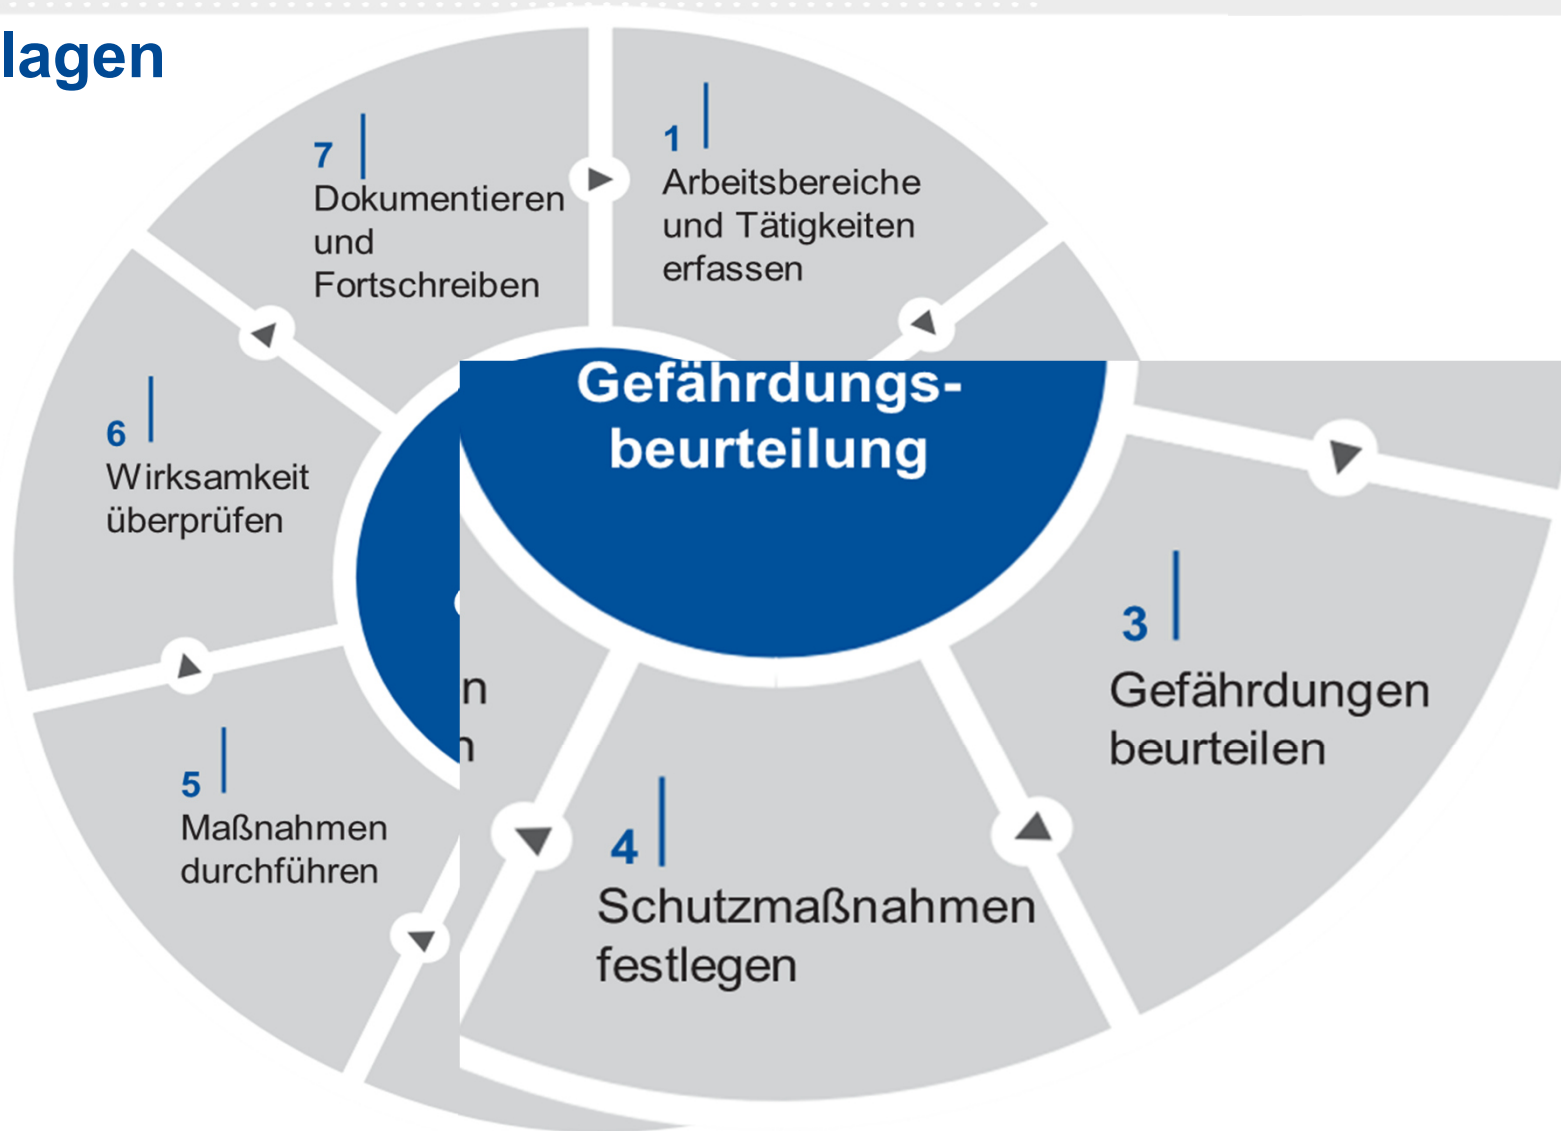 lagen
7
Dokumentieren
und
Fortschreiben
1
Arbeitsbereiche
und Tätigkeiten
erfassen
Gefährdungs-
beurteilung
6
Wirksamkeit
überprüfen
3
Gefährdungen
beurteilen
n
n
5
Maßnahmen
durchführen
4
Schutzmaßnahmen
festlegen